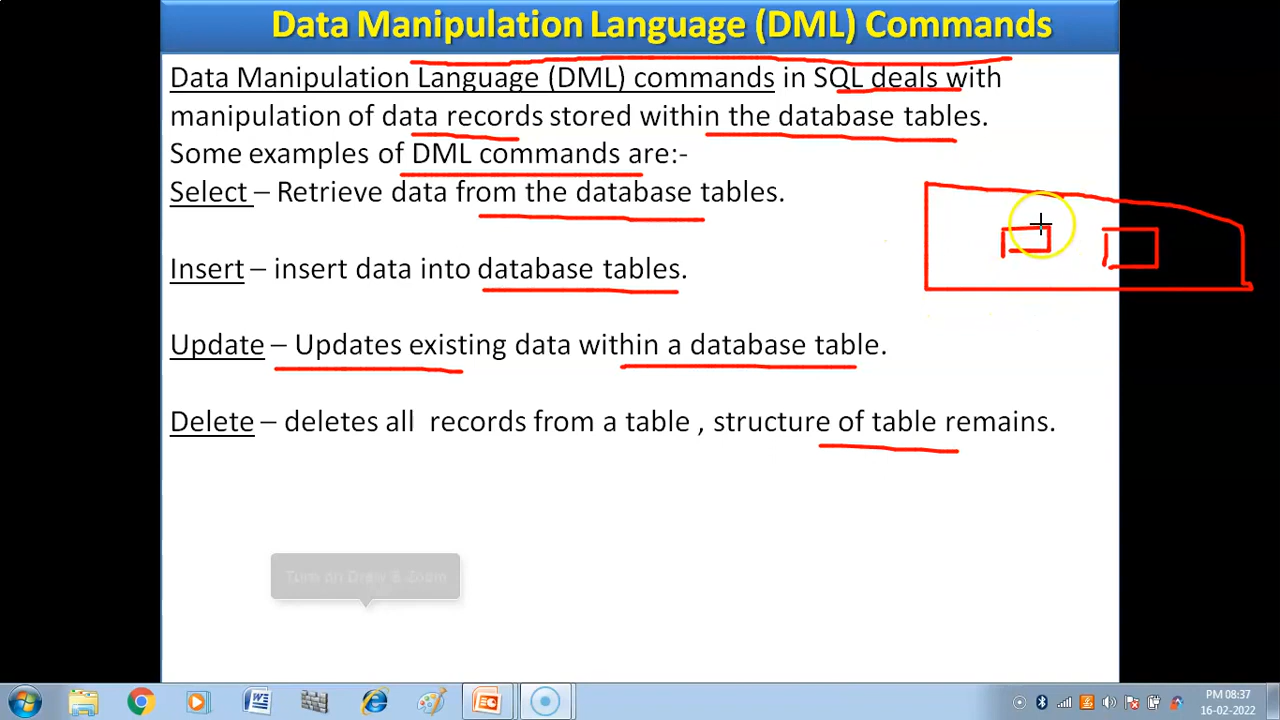 Data Manipulation Language (DML) Commands
Data Manipulation Language (DML) commands in SQL deals with
manipulation of data records stored within the database tables.
Some examples of DML commands are:-
Select – Retrieve data from the database tables.
Insert – insert data into database tables.
Update – Updates existing data within a database table.
Delete – deletes all records from a table , structure of table remains.
PM 08:37
16-02-2022